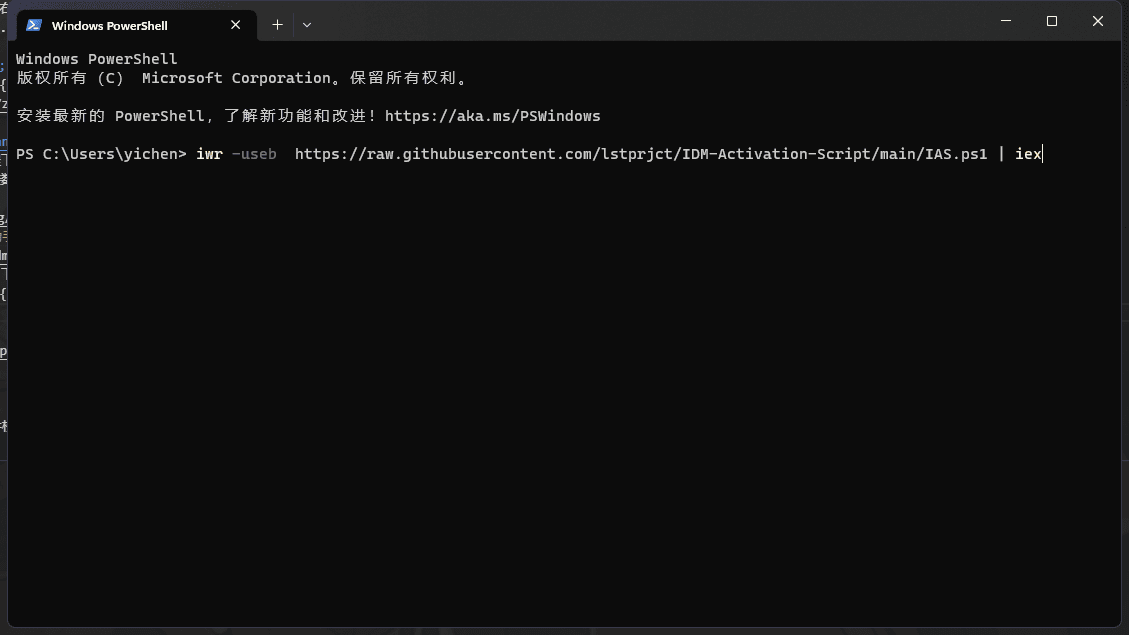 Windows PowerShell
Windows PowerShell
版权所有 (C) Microsoft Corporation。保留所有权利。
安装最新的 PowerShell，了解新功能和改进！https://aka.ms/PSWindows
PS C:\Users\yichen> iwr -useb  https://raw.githubusercontent.com/lstprjct/IDM-Activation-Script/main/IAS.ps1 | iex